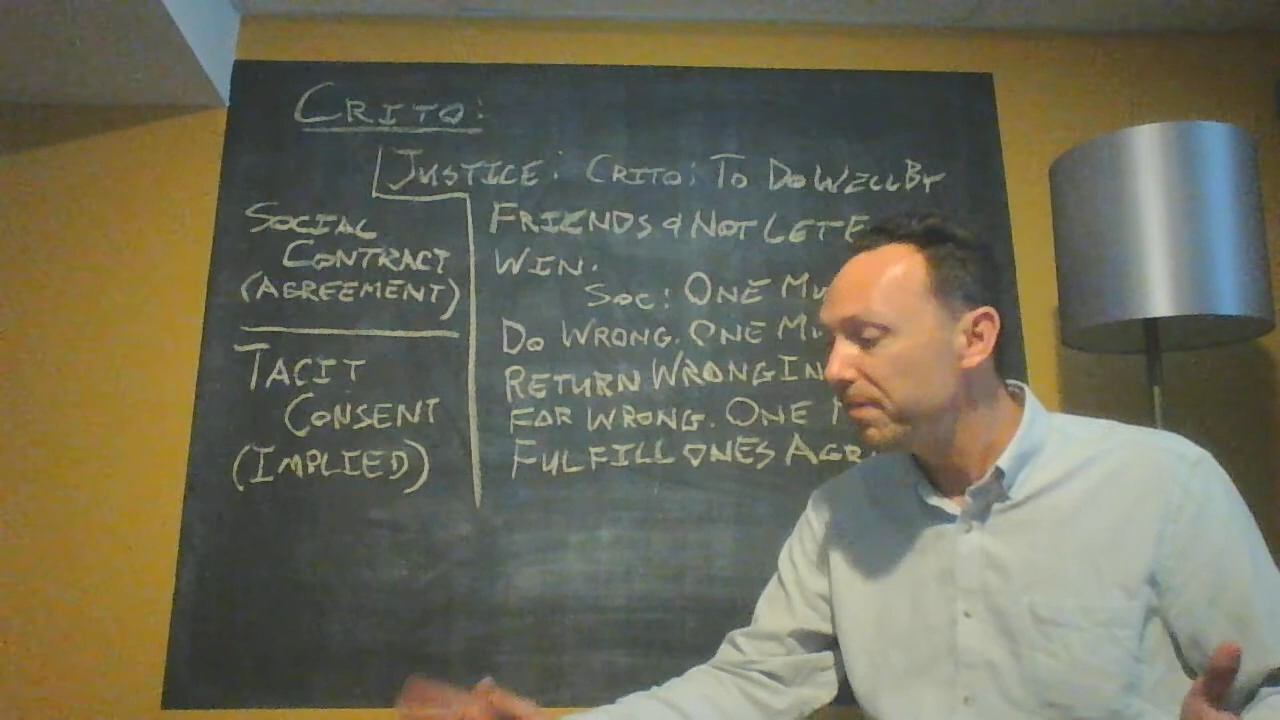 CRITO:
JUSTICE: CRITO: TO DO WELL BY
FRIENDS & NOT LET E
WIN.
SOC: ONE MU
DO WRONG. ONE MU
RETURN WRONG IN
FOR WRONG. ONE
FULFILL ONES AGR
SOCIAL
CONTRACT
(AGREEMENT)
TACIT
CONSENT
(IMPLIED)